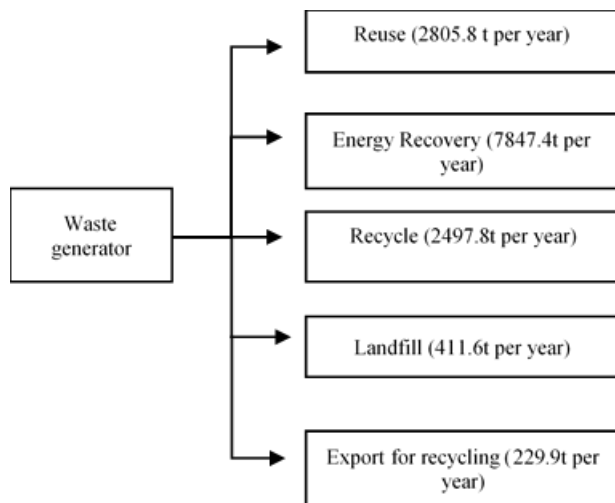 Reuse (2805.8 t per year)
Energy Recovery (7847.4t per
year)
Waste
generator
Recycle (2497.8t per year)
Landfill (411.6t per year)
Export for recycling (229.9t per
year)